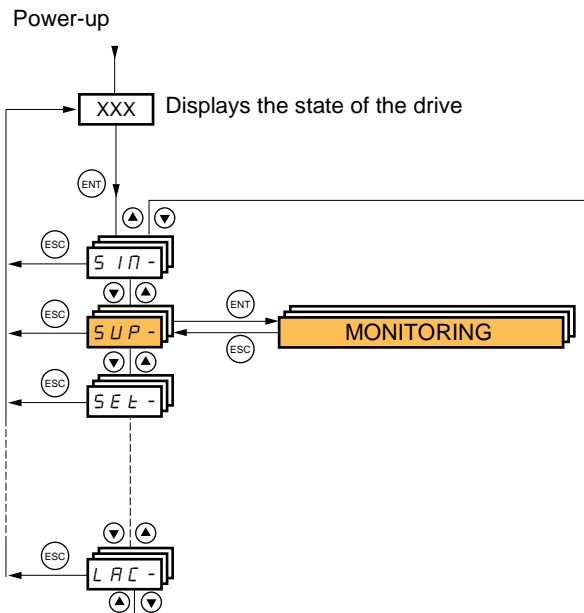 Power-up
XXX Displays the state of the drive
ENT
ESC
SIM-
ESC
ENT
SUP-
MONITORING
ESC
ESC
SEt-
ESC
LAC-